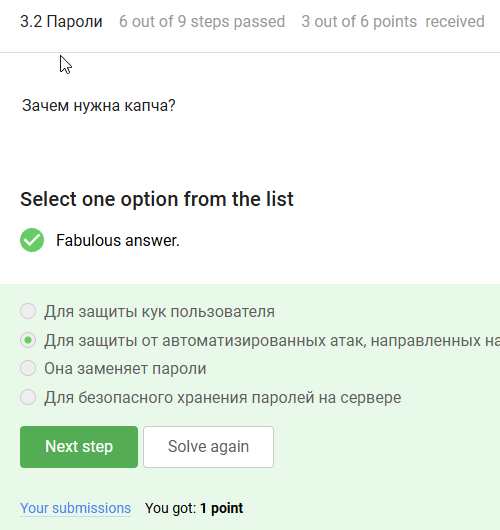 3.2 Пароли 6 out of 9 steps passed 3 out of 6 points received
Зачем нужна капча?
Select one option from the list
Fabulous answer.
Для защиты кук пользователя
Для защиты от автоматизированных атак, направленных на
Она заменяет пароли
Для безопасного хранения паролей на сервере
Next step Solve again
Your submissions You got: 1 point